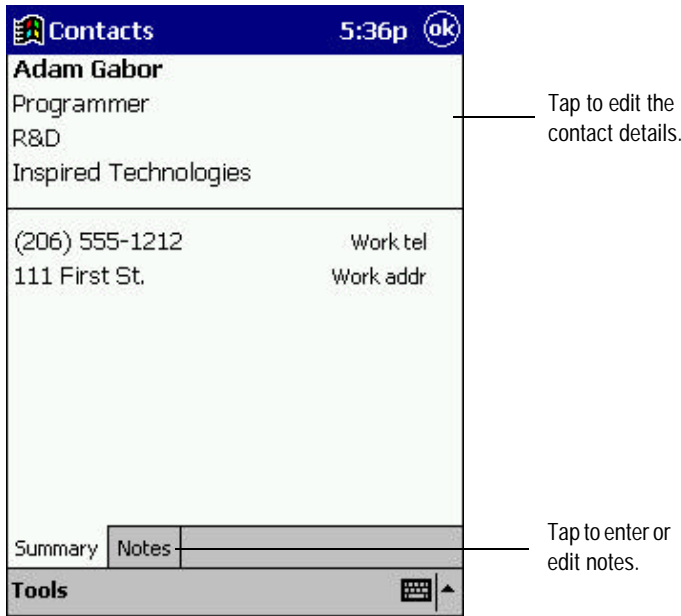 Contacts 5:36p ok
Adam Gabor
Programmer
R&D
Inspired Technologies
Tap to edit the
contact details.
(206) 555-1212 Work tel
111 First St. Work addr
Summary Notes
Tap to enter or
edit notes.
Tools